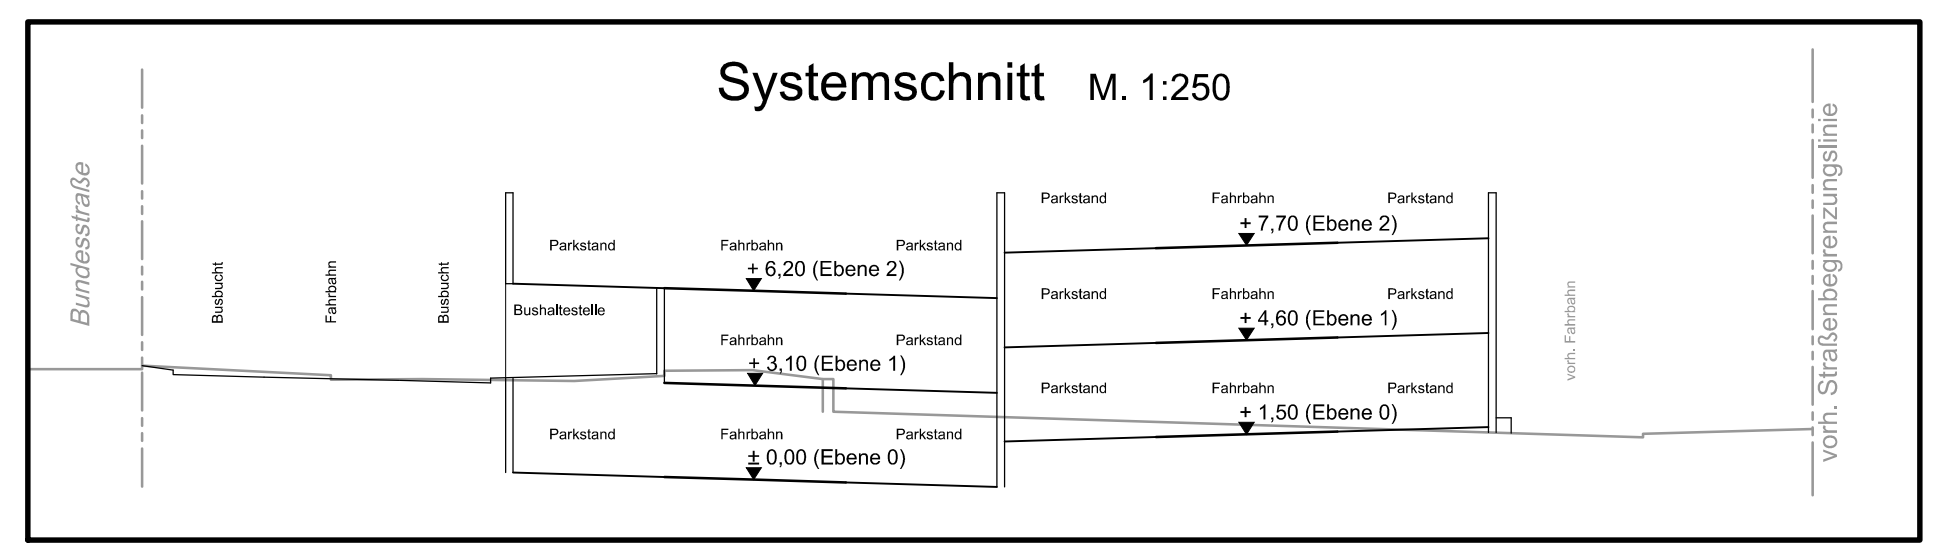 Systemschnitt M. 1:250
Bundesstraße
Busbucht
Fahrbahn
Busbucht
Parkstand Fahrbahn Parkstand
+ 6,20 (Ebene 2)
Bushaltestelle
Fahrbahn Parkstand
+ 3,10 (Ebene 1)
Parkstand Fahrbahn Parkstand
± 0,00 (Ebene 0)
Parkstand Fahrbahn Parkstand
+ 7,70 (Ebene 2)
Parkstand Fahrbahn Parkstand
+ 4,60 (Ebene 1)
Parkstand Fahrbahn Parkstand
+ 1,50 (Ebene 0)
vorh. Fahrbahn
vorh. Straßenbegrenzungslinie